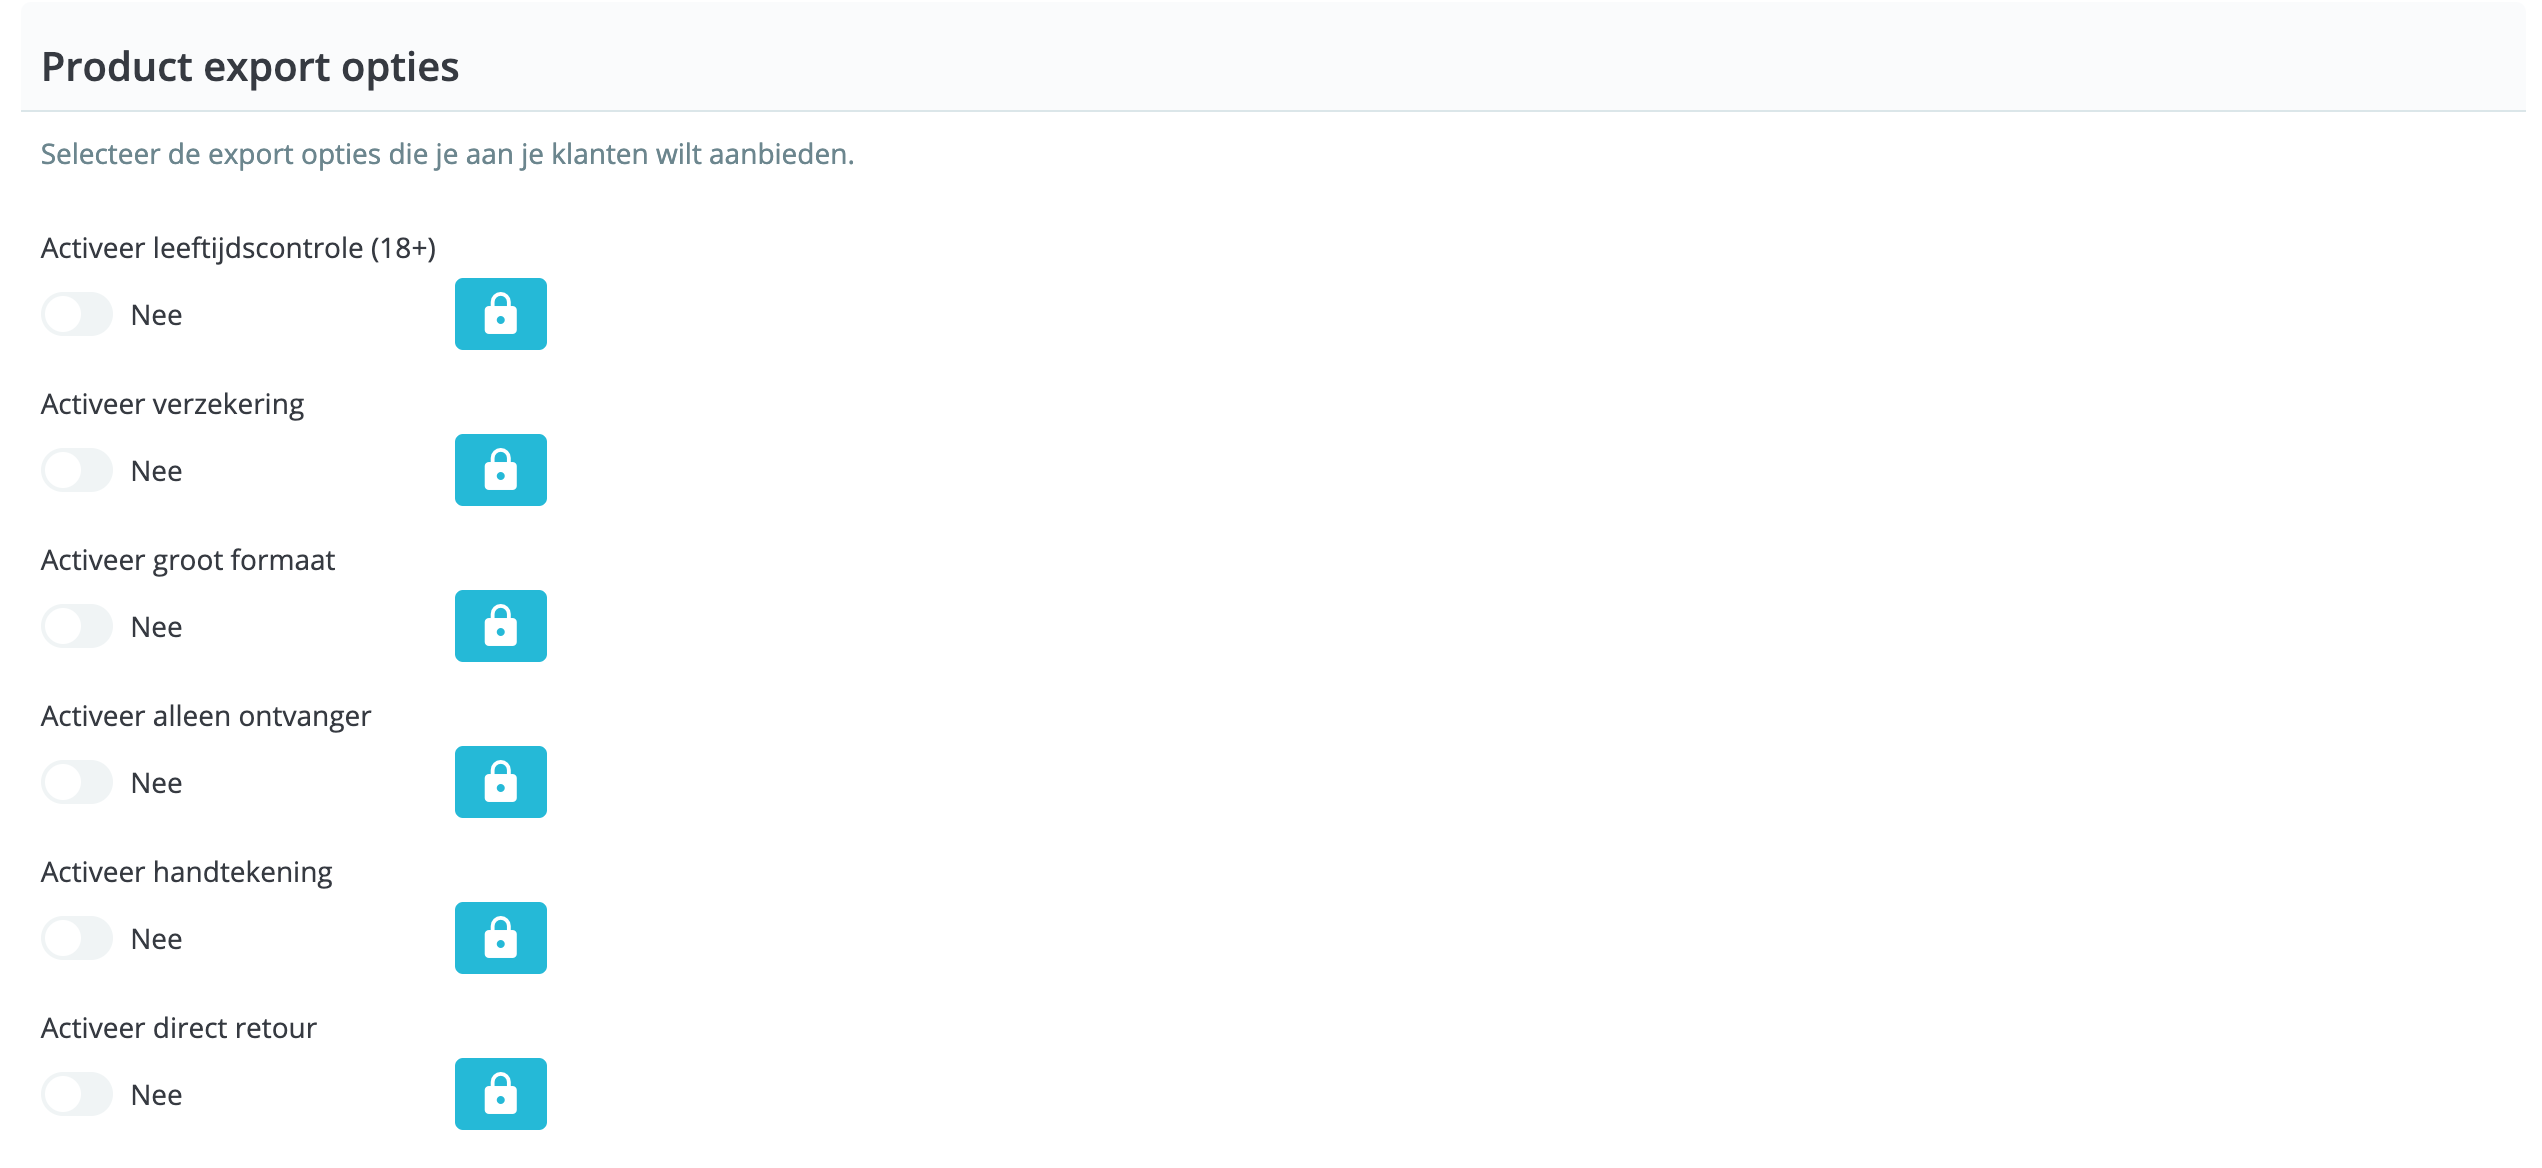 Product export opties
Selecteer de export opties die je aan je klanten wilt aanbieden.
Activeer leeftijdscontrole (18+)
Nee
Activeer verzekering
Nee
Activeer groot formaat
Nee
Activeer alleen ontvanger
Nee
Activeer handtekening
Nee
Activeer direct retour
Nee